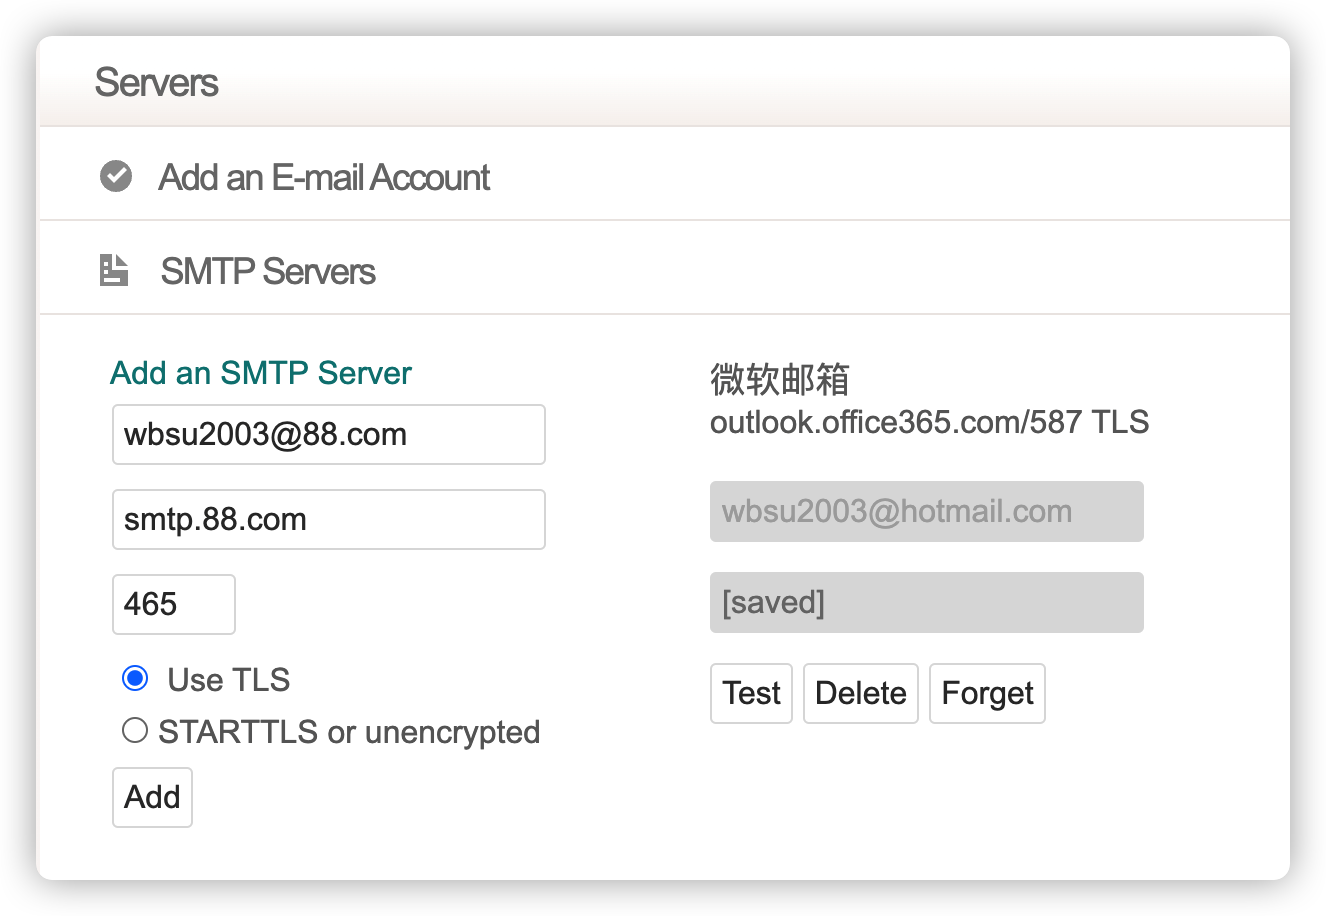 Servers
Add an E-mail Account
SMTP Servers
Add an SMTP Server
wbsu2003@88.com
smtp.88.com
465
Use TLS
STARTTLS or unencrypted
Add
微软邮箱
outlook.office365.com/587 TLS
wbsu2003@hotmail.com
[saved]
Test Delete Forget